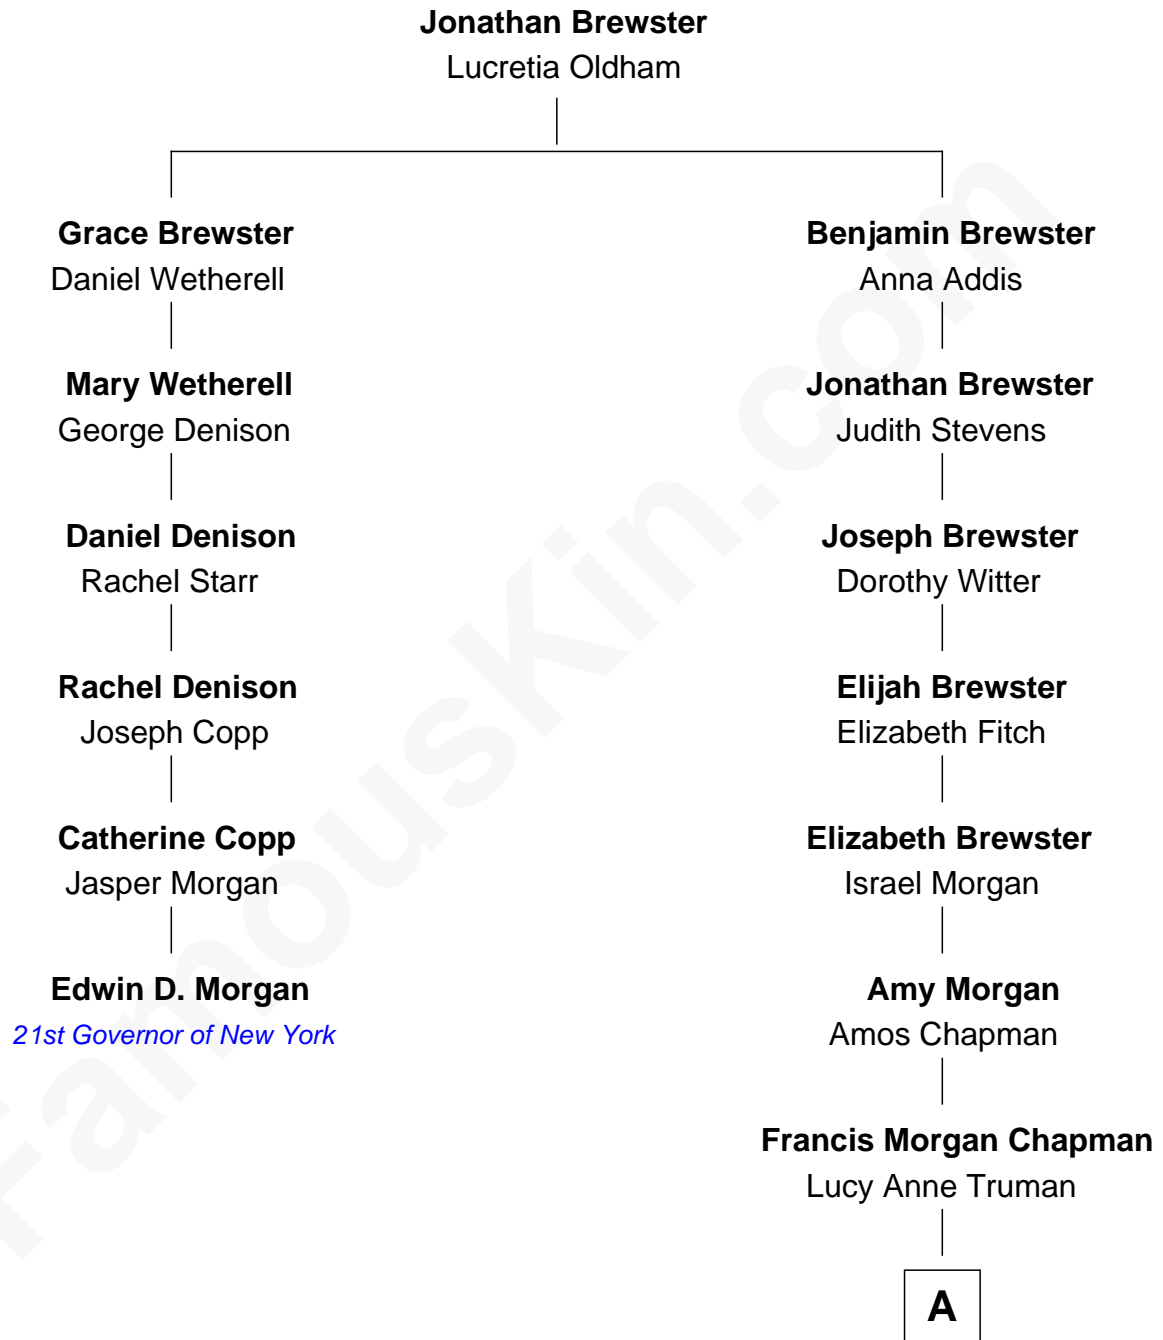 Jonathan Brewster
Lucretia Oldham
Grace Brewster
Daniel Wetherell
Mary Wetherell
George Denison
Daniel Denison
Rachel Starr
Rachel Denison
Joseph Copp
Catherine Copp
Jasper Morgan
Edwin D. Morgan
21st Governor of New York
Benjamin Brewster
Anna Addis
Jonathan Brewster
Judith Stevens
Joseph Brewster
Dorothy Witter
Elijah Brewster
Elizabeth Fitch
Elizabeth Brewster
Israel Morgan
Amy Morgan
Amos Chapman
Francis Morgan Chapman
Lucy Anne Truman
A
FamousKin.com